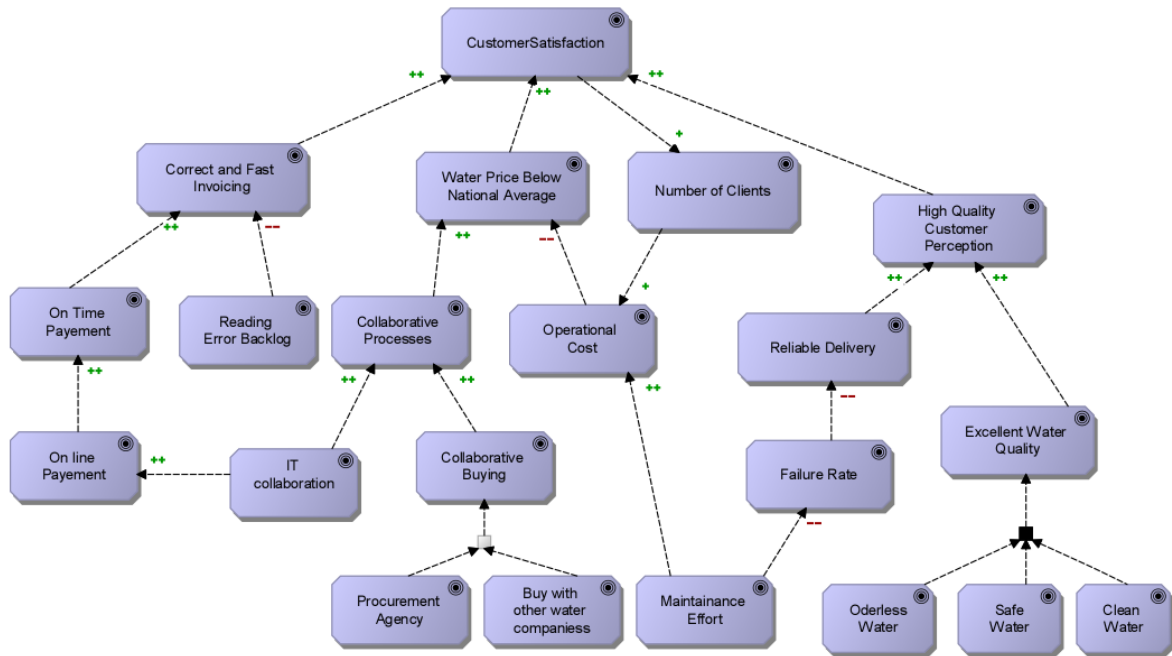 CustomerSatisfaction
++
++
++
+
Correct and Fast
Invoicing
Water Price Below
National Average
Number of Clients
High Quality
Customer
Perception
++
--
++
--
+
++
++
On Time
Payement
Reading
Error Backlog
Collaborative
Processes
Operational
Cost
Reliable Delivery
++
++
++
++
--
On line
Payement
++
IT
collaboration
Collaborative
Buying
Failure Rate
Excellent Water
Quality
--
Procurement
Agency
Buy with
other water
companiess
Maintainance
Effort
Oderless
Water
Safe
Water
Clean
Water